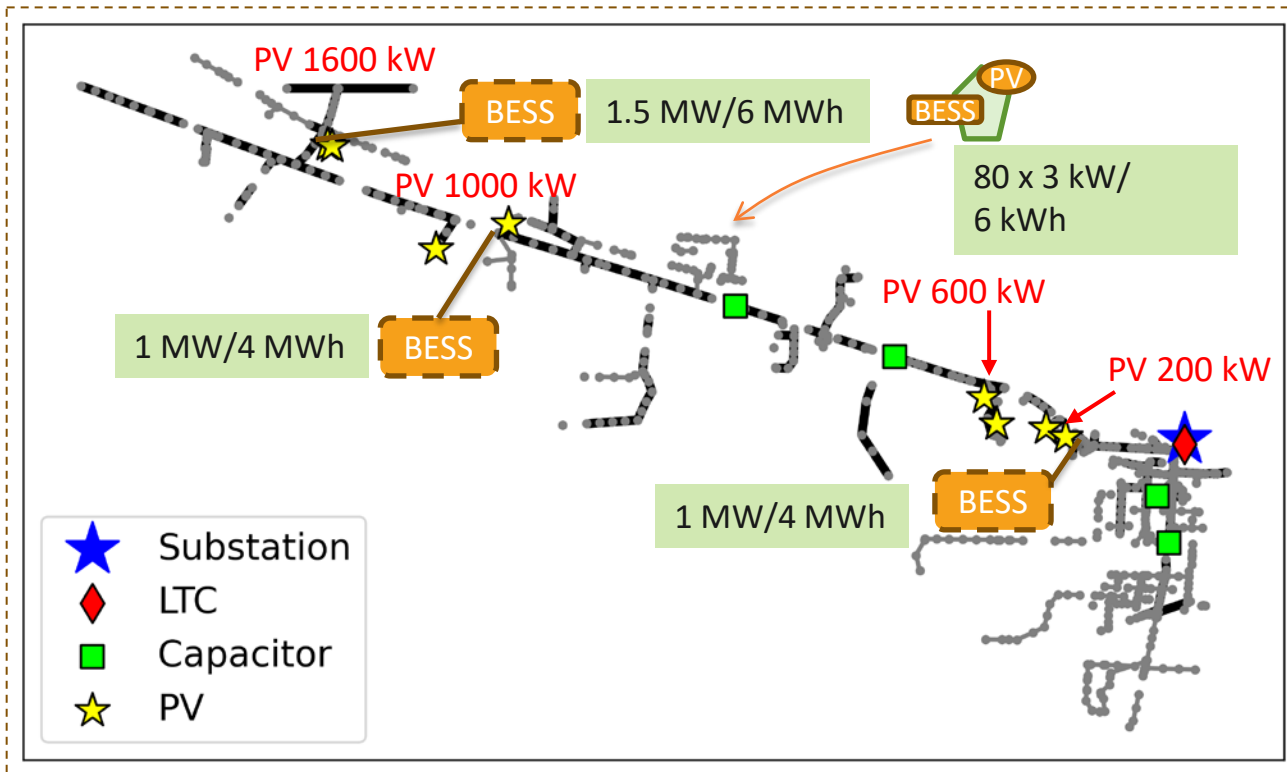 PV 1600 kW
BESS
1.5 MW/6 MWh
PV
BESS
80 x 3 kW/
6 kWh
PV 1000 kW
1 MW/4 MWh
BESS
PV 600 kW
PV 200 kW
1 MW/4 MWh
BESS
Substation
LTC
Capacitor
PV